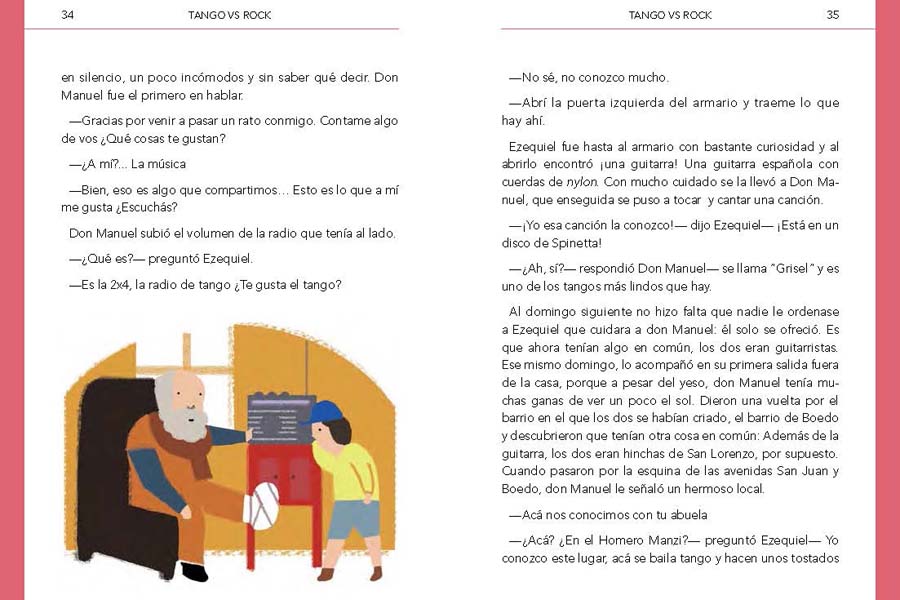 34
TANGO VS ROCK
en silencio, un poco incómodos y sin saber qué decir. Don
Manuel fue el primero en hablar.
—Gracias por venir a pasar un rato conmigo. Contame algo
de vos ¿Qué cosas te gustan?
—¿A mí?... La música
—Bien, eso es algo que compartimos... Esto es lo que a mí
me gusta ¿Escuchás?
Don Manuel subió el volumen de la radio que tenía al lado.
—¿Qué es?— preguntó Ezequiel.
—Es la 2x4, la radio de tango ¿Te gusta el tango?
TANGO VS ROCK
35
—No sé, no conozco mucho.
—Abrí la puerta izquierda del armario y traeme lo que
hay ahí.
Ezequiel fue hasta al armario con bastante curiosidad y al
abrirlo encontró ¡una guitarra! Una guitarra española con
cuerdas de nylon. Con mucho cuidado se la llevó a Don Ma-
nuel, que enseguida se puso a tocar y cantar una canción.
—¡Yo esa canción la conozco!— dijo Ezequiel— ¡Está en un
disco de Spinetta!
—¿Ah, sí?— respondió Don Manuel— se llama “Grisel” y es
uno de los tangos más lindos que hay.
Al domingo siguiente no hizo falta que nadie le ordenase
a Ezequiel que cuidara a don Manuel: él solo se ofreció. Es
que ahora tenían algo en común, los dos eran guitarristas.
Ese mismo domingo, lo acompañó en su primera salida fuera
de la casa, porque a pesar del yeso, don Manuel tenía mu-
chas ganas de ver un poco el sol. Dieron una vuelta por el
barrio en el que los dos se habían criado, el barrio de Boedo
y descubrieron que tenían otra cosa en común: Además de la
guitarra, los dos eran hinchas de San Lorenzo, por supuesto.
Cuando pasaron por la esquina de las avenidas San Juan y
Boedo, don Manuel le señaló un hermoso local.
—Acá nos conocimos con tu abuela
—¿Acá? ¿En el Homero Manzi?— preguntó Ezequiel— Yo
conozco este lugar, acá se baila tango y hacen unos tostados